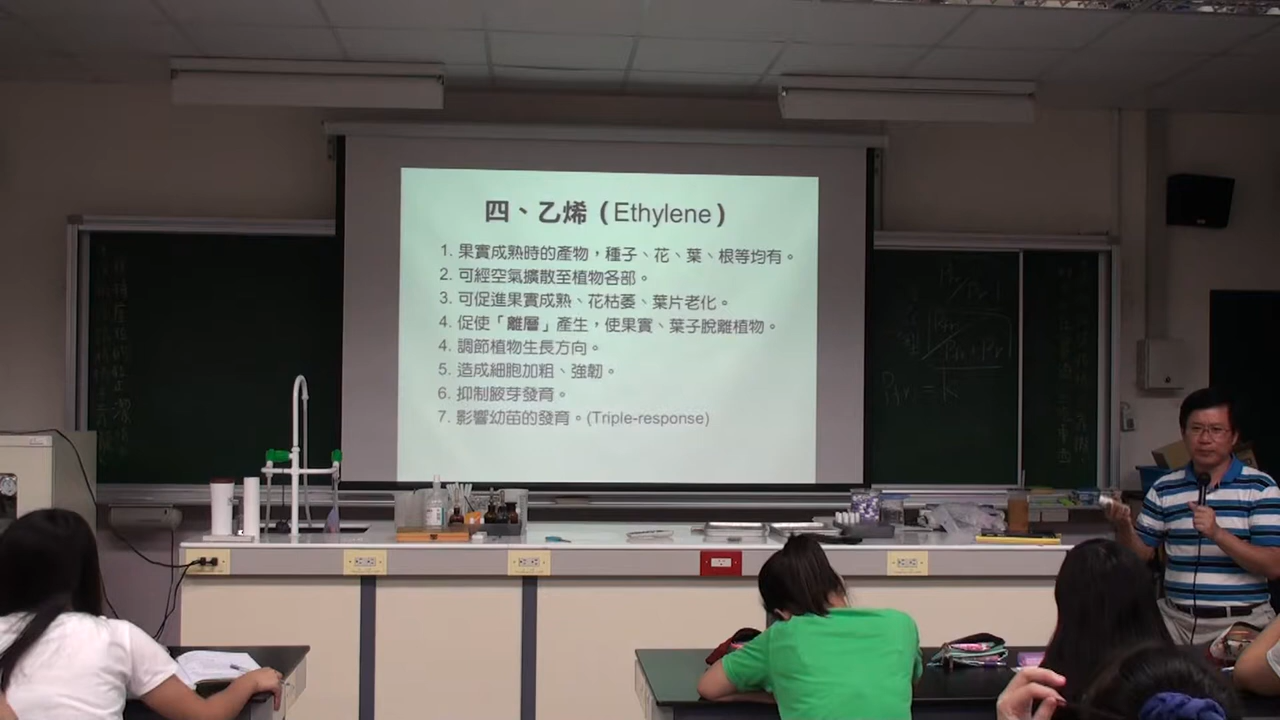 四、乙烯（Ethylene）
1. 果實成熟時的產物，種子、花、葉、根等均有。
2. 可經空氣擴散至植物各部。
3. 可促進果實成熟、花枯萎、葉片老化。
4. 促使「離層」產生，使果實、葉子脫離植物。
4. 調節植物生長方向。
5. 造成細胞加粗、強韌。
6. 抑制腋芽發育。
7. 影響幼苗的發育。(Triple-response)